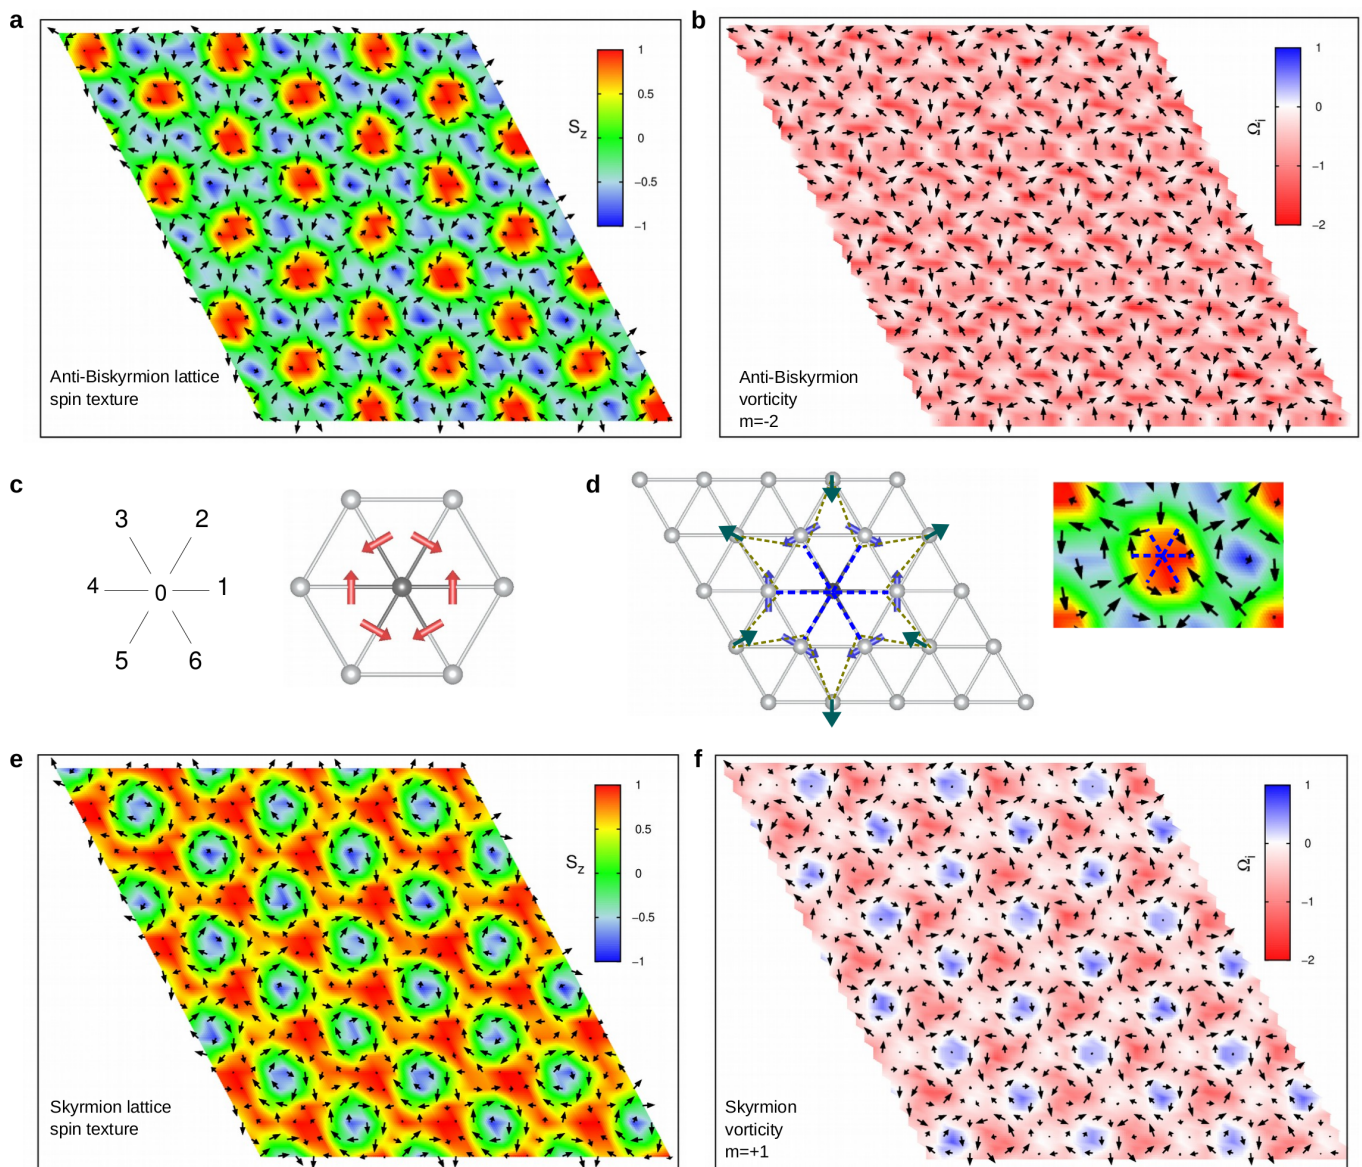 a
1
0.5
S_z
0
−0.5
−1
Anti-Biskyrmion lattice
spin texture
b
1
0
Ω_i
−1
−2
Anti-Biskyrmion
vorticity
m=-2
c
3 2
4 0 1
5 6
d
e
1
0.5
S_z
0
−0.5
−1
Skyrmion lattice
spin texture
f
1
0
Ω_i
−1
−2
Skyrmion
vorticity
m=+1